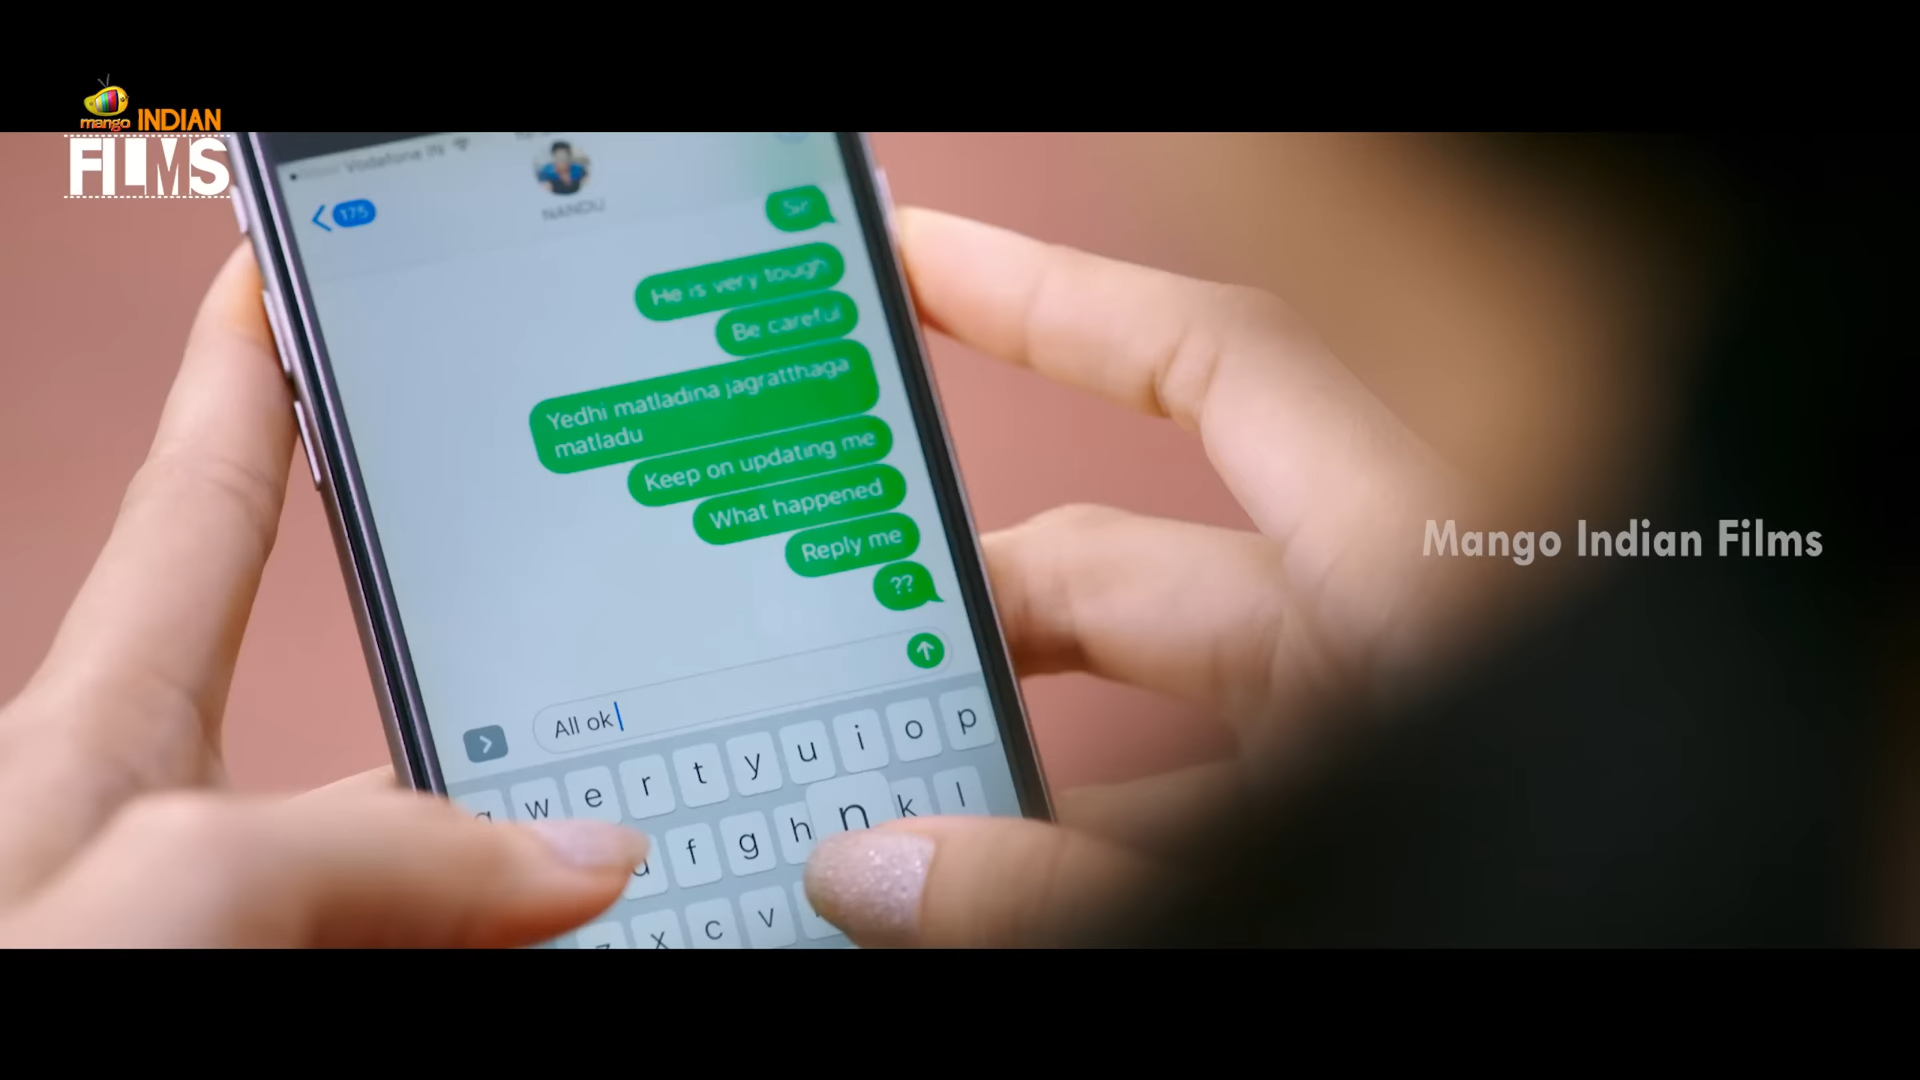 mango INDIAN
FILMS
Vodafone IN
175
NANDU
Sir
He is very tough
Be careful
Yedhi matladina jagratthaga
matladu
Keep on updating me
What happened
Reply me
??
All ok
Mango Indian Films
w e r t y u i o p
f g h n k l
x c v